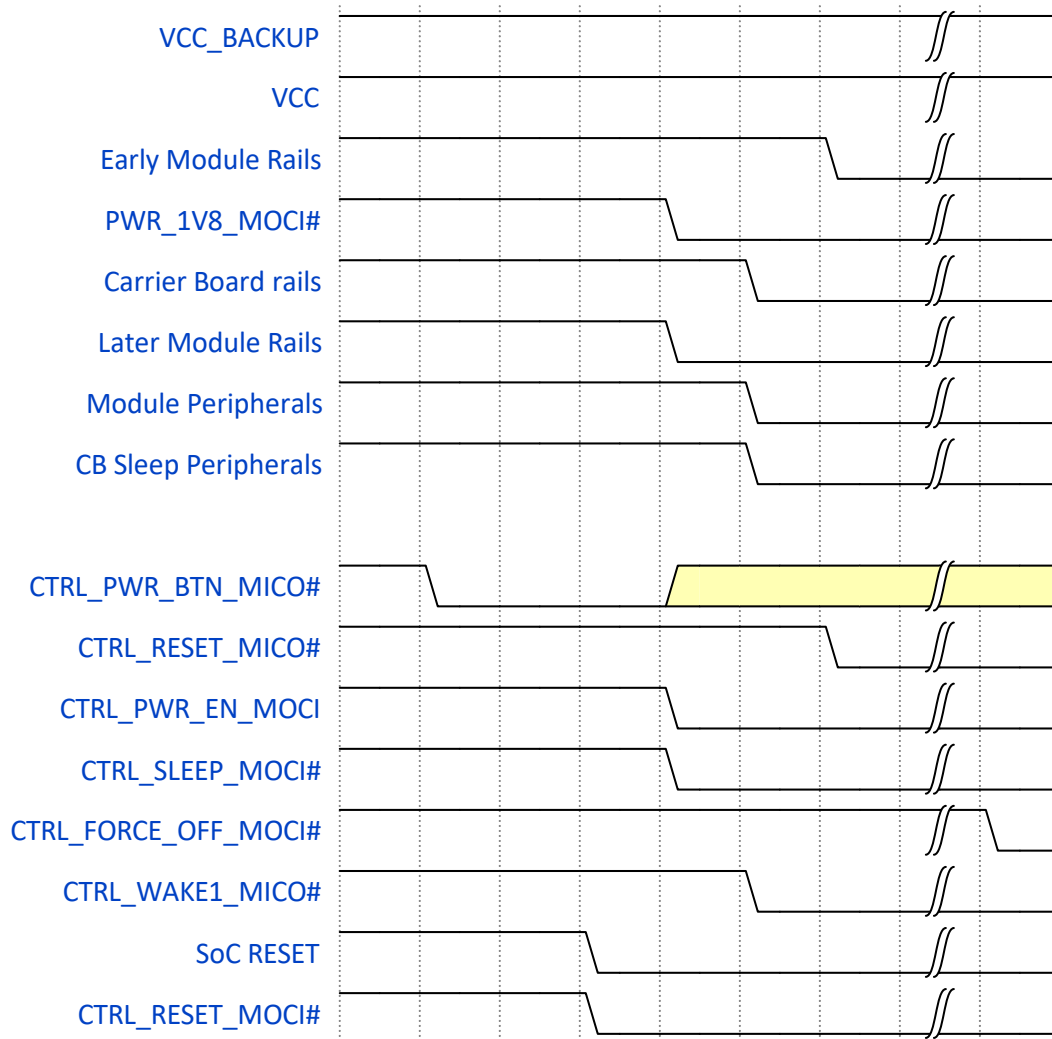 VCC_BACKUP
VCC
Early Module Rails
PWR_1V8_MOCI#
Carrier Board rails
Later Module Rails
Module Peripherals
CB Sleep Peripherals
CTRL_PWR_BTN_MICO#
CTRL_RESET_MICO#
CTRL_PWR_EN_MOCI
CTRL_SLEEP_MOCI#
CTRL_FORCE_OFF_MOCI#
CTRL_WAKE1_MICO#
SoC RESET
CTRL_RESET_MOCI#